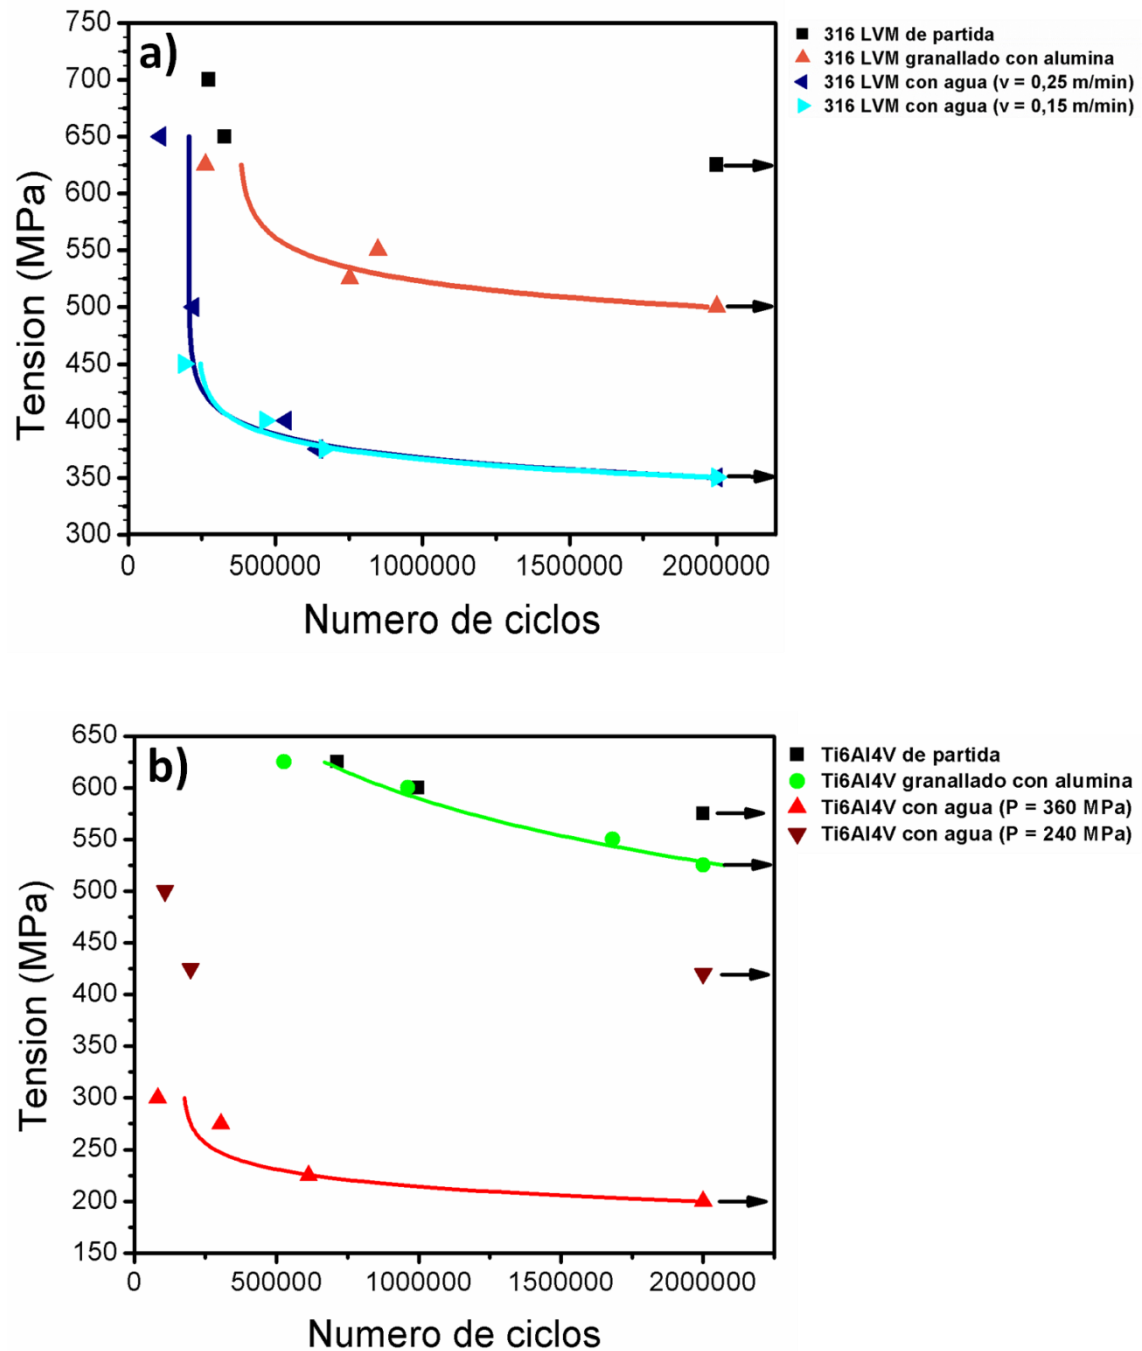 a)
750
700
650
600
550
500
450
400
350
300
Tension (MPa)
0 500000 1000000 1500000 2000000
Numero de ciclos
316 LVM de partida
316 LVM granallado con alumina
316 LVM con agua (v = 0,25 m/min)
316 LVM con agua (v = 0,15 m/min)
b)
650
600
550
500
450
400
350
300
250
200
150
Tension (MPa)
0 500000 1000000 1500000 2000000
Numero de ciclos
Ti6Al4V de partida
Ti6Al4V granallado con alumina
Ti6Al4V con agua (P = 360 MPa)
Ti6Al4V con agua (P = 240 MPa)